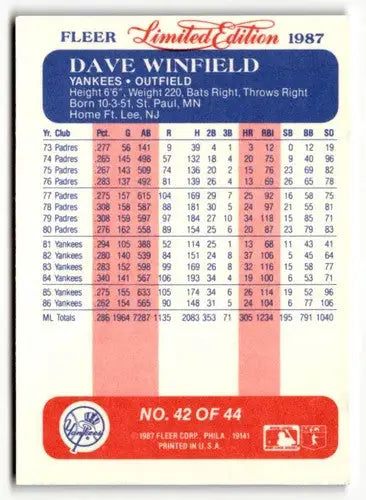 FLEER Limited Edition 1987
DAVE WINFIELD
YANKEES • OUTFIELD
Height 6'6", Weight 220, Bats Right, Throws Right
Born 10-3-51, St. Paul, MN
Home Ft. Lee, NJ
Yr. Club Pct. G AB R H 2B 3B HR RBI SB BB SO
73 Padres .277 56 141 9 39 4 1 3 12 0 12 19
74 Padres .265 145 498 57 132 18 4 20 75 9 40 96
75 Padres .267 143 509 74 136 20 2 15 76 23 69 82
76 Padres .283 137 492 81 139 26 4 13 69 26 65 78
77 Padres .275 157 615 104 169 29 7 25 92 16 58 75
78 Padres .308 158 587 88 181 30 5 24 97 21 55 81
79 Padres .308 159 597 97 184 27 10 34 118 15 85 71
80 Padres .276 162 558 89 154 25 6 20 87 23 79 83
81 Yankees .294 105 388 52 114 25 1 13 68 11 43 41
82 Yankees .280 140 539 84 151 24 8 37 106 5 45 64
83 Yankees .283 152 598 99 169 26 8 32 116 15 58 77
84 Yankees .340 141 567 106 193 34 4 19 100 6 53 71
85 Yankees .275 155 633 105 174 34 6 26 114 19 52 96
86 Yankees .262 154 565 90 148 31 5 24 104 6 77 106
ML Totals .286 1964 7287 1135 2083 353 71 305 1234 195 791 1040
Yankees
NO. 42 OF 44
©1987 FLEER CORP., PHILA., 19141
PRINTED IN U.S.A.